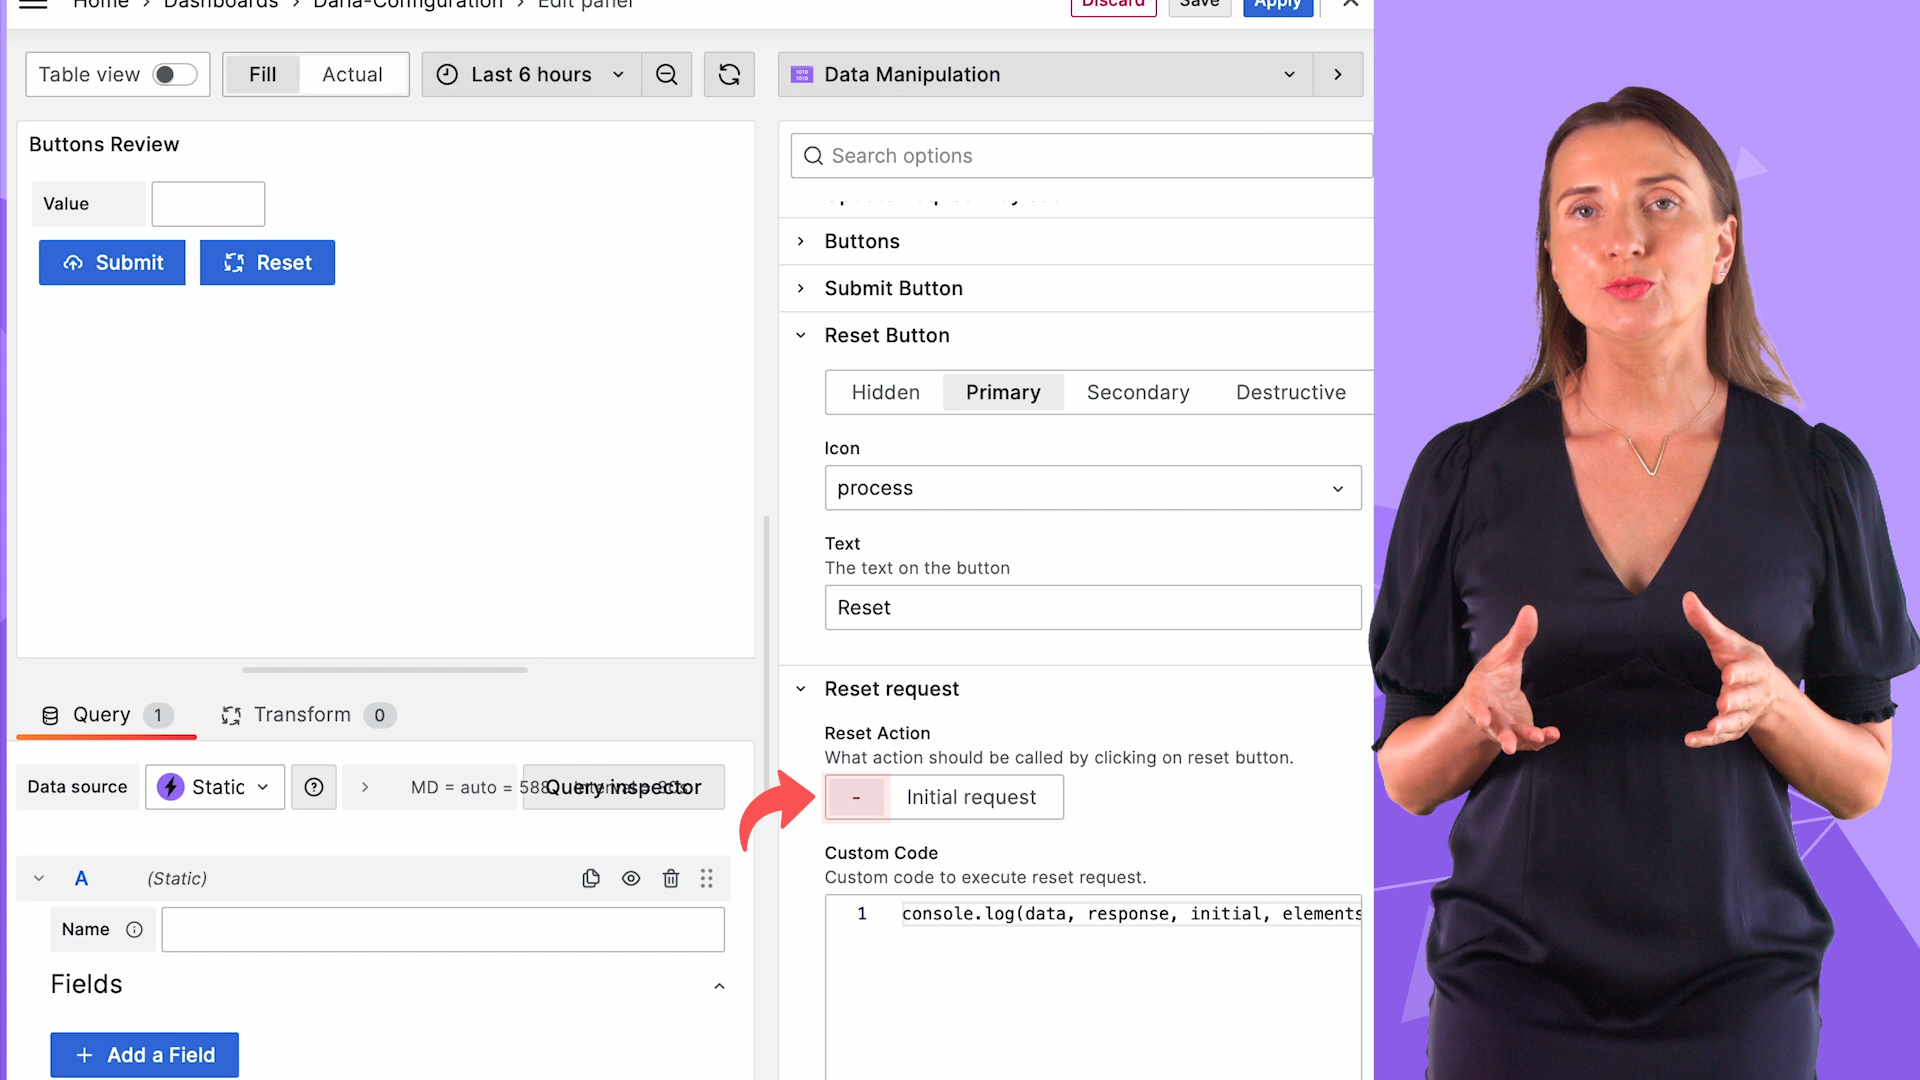 Home › Dashboards › Daria-Configuration › Edit panel
Discard Save Apply
Table view Fill Actual Last 6 hours
Data Manipulation
Buttons Review
Search options
Value
Submit Reset
Buttons
Submit Button
Reset Button
Hidden Primary Secondary Destructive
Icon
process
Text
The text on the button
Reset
Reset request
Reset Action
What action should be called by clicking on reset button.
- Initial request
Custom Code
Custom code to execute reset request.
1 console.log(data, response, initial, elements
Query 1 Transform 0
Data source Static MD = auto = 588 Query inspector
A (Static)
Name
Fields
+ Add a Field